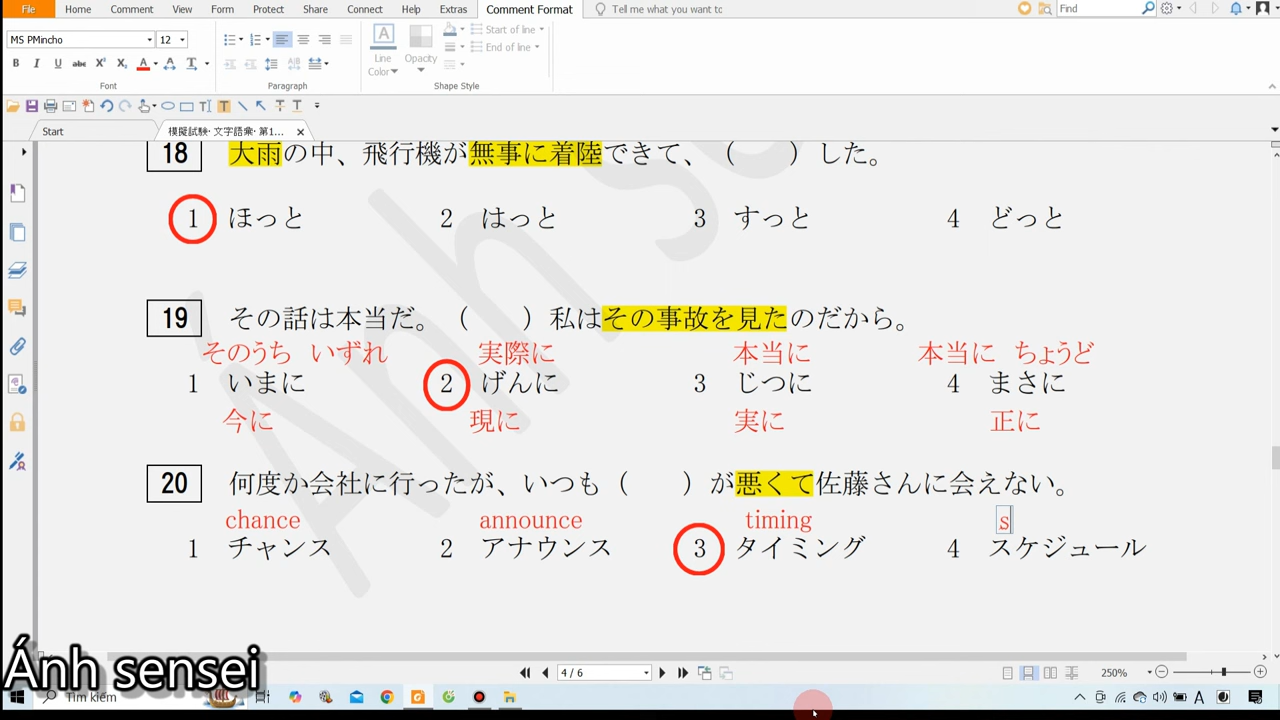 File Home Comment View Form Protect Share Connect Help Extras Comment Format Tell me what you want tc Find
MS PMincho 12 Start of line
End of line
Line Color Opacity
B I U abc X² X₂ A
Font Paragraph Shape Style
Start 模擬試験・文字語彙・第1...
18 大雨の中、飛行機が無事に着陸できて、（　　）した。
1 ほっと 2 はっと 3 すっと 4 どっと
19 その話は本当だ。（　　）私はその事故を見たのだから。
そのうち いずれ 実際に 本当に 本当に ちょうど
1 いまに 2 げんに 3 じつに 4 まさに
今に 現に 実に 正に
20 何度か会社に行ったが、いつも（　　）が悪くて佐藤さんに会えない。
chance announce timing s
1 チャンス 2 アナウンス 3 タイミング 4 スケジュール
Ánh sen
Ánh sensei
4 / 6 250%
Tìm kiếm